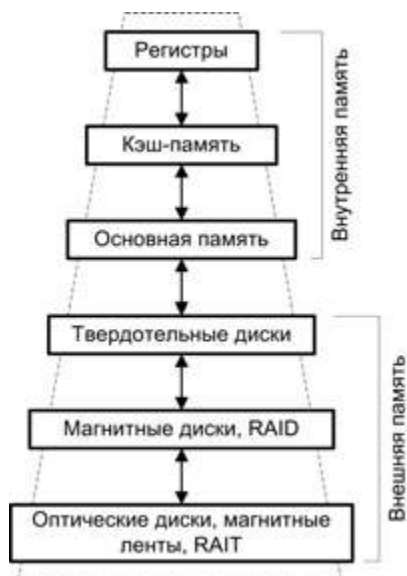 Регистры
Кэш-память
Основная память
Твердотельные диски
Магнитные диски, RAID
Оптические диски, магнитные
ленты, RAIT
Внутренняя память
Внешняя память